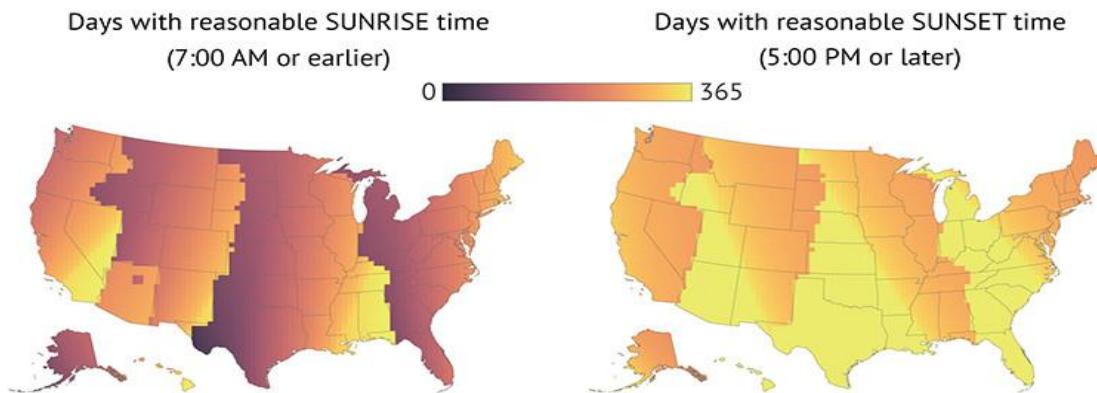 Days with reasonable SUNRISE time
(7:00 AM or earlier)
Days with reasonable SUNSET time
(5:00 PM or later)
0
365